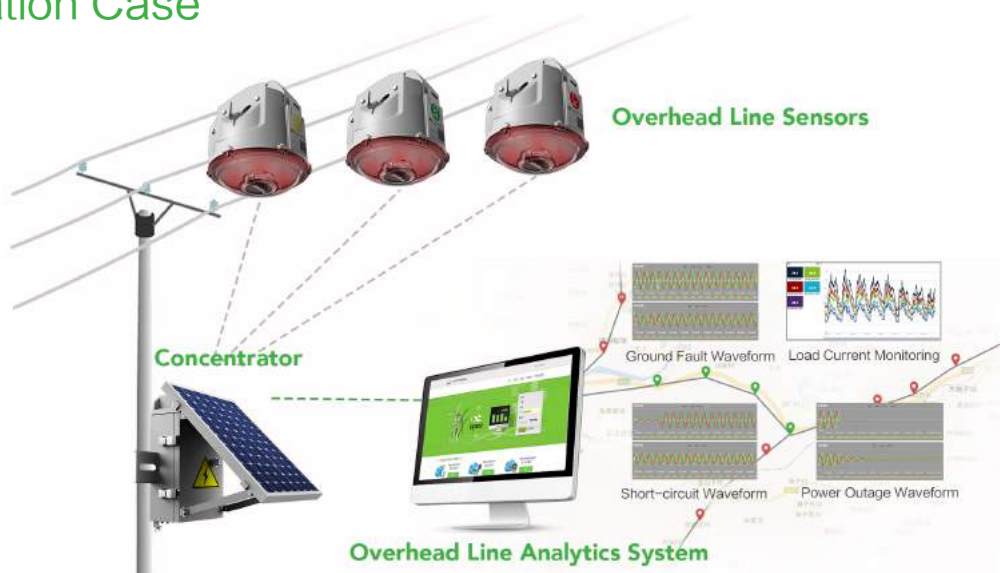 ation Case
Overhead Line Sensors
Concentrator
Ground Fault Waveform
Load Current Monitoring
Short-circuit Waveform
Power Outage Waveform
Overhead Line Analytics System